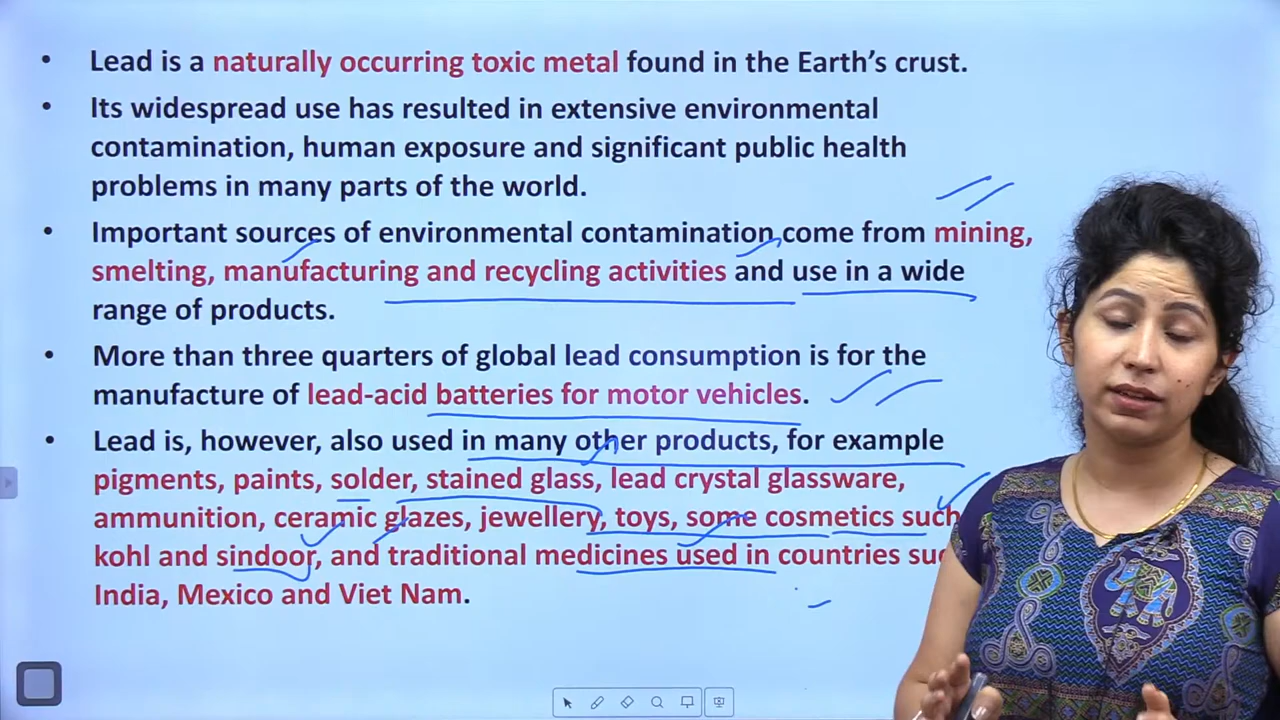 • Lead is a naturally occurring toxic metal found in the Earth’s crust.
• Its widespread use has resulted in extensive environmental
contamination, human exposure and significant public health
problems in many parts of the world.
• Important sources of environmental contamination come from mining,
smelting, manufacturing and recycling activities and use in a wide
range of products.
• More than three quarters of global lead consumption is for the
manufacture of lead-acid batteries for motor vehicles.
• Lead is, however, also used in many other products, for example
pigments, paints, solder, stained glass, lead crystal glassware,
ammunition, ceramic glazes, jewellery, toys, some cosmetics such
kohl and sindoor, and traditional medicines used in countries
India, Mexico and Viet Nam.